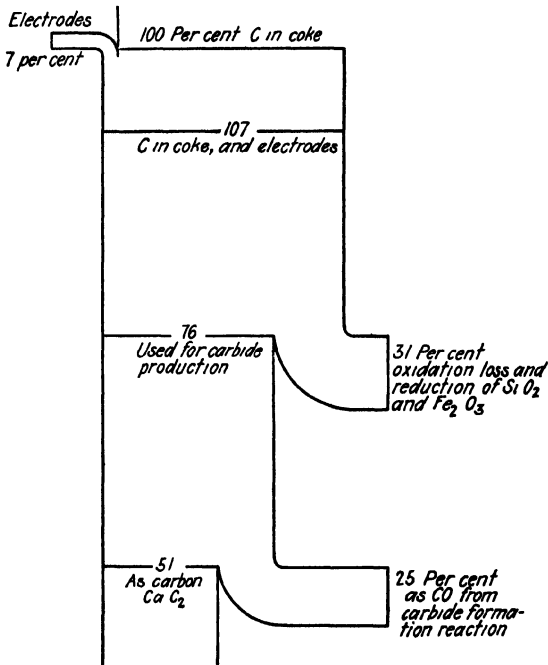 Electrodes
7 per cent
100 Per cent C in coke
107
C in coke, and electrodes
76
Used for carbide
production
31 Per cent
oxidation loss and
reduction of Si O₂
and Fe₂ O₃
51
As carbon
Ca C₂
25 Per cent
as CO from
carbide forma-
tion reaction